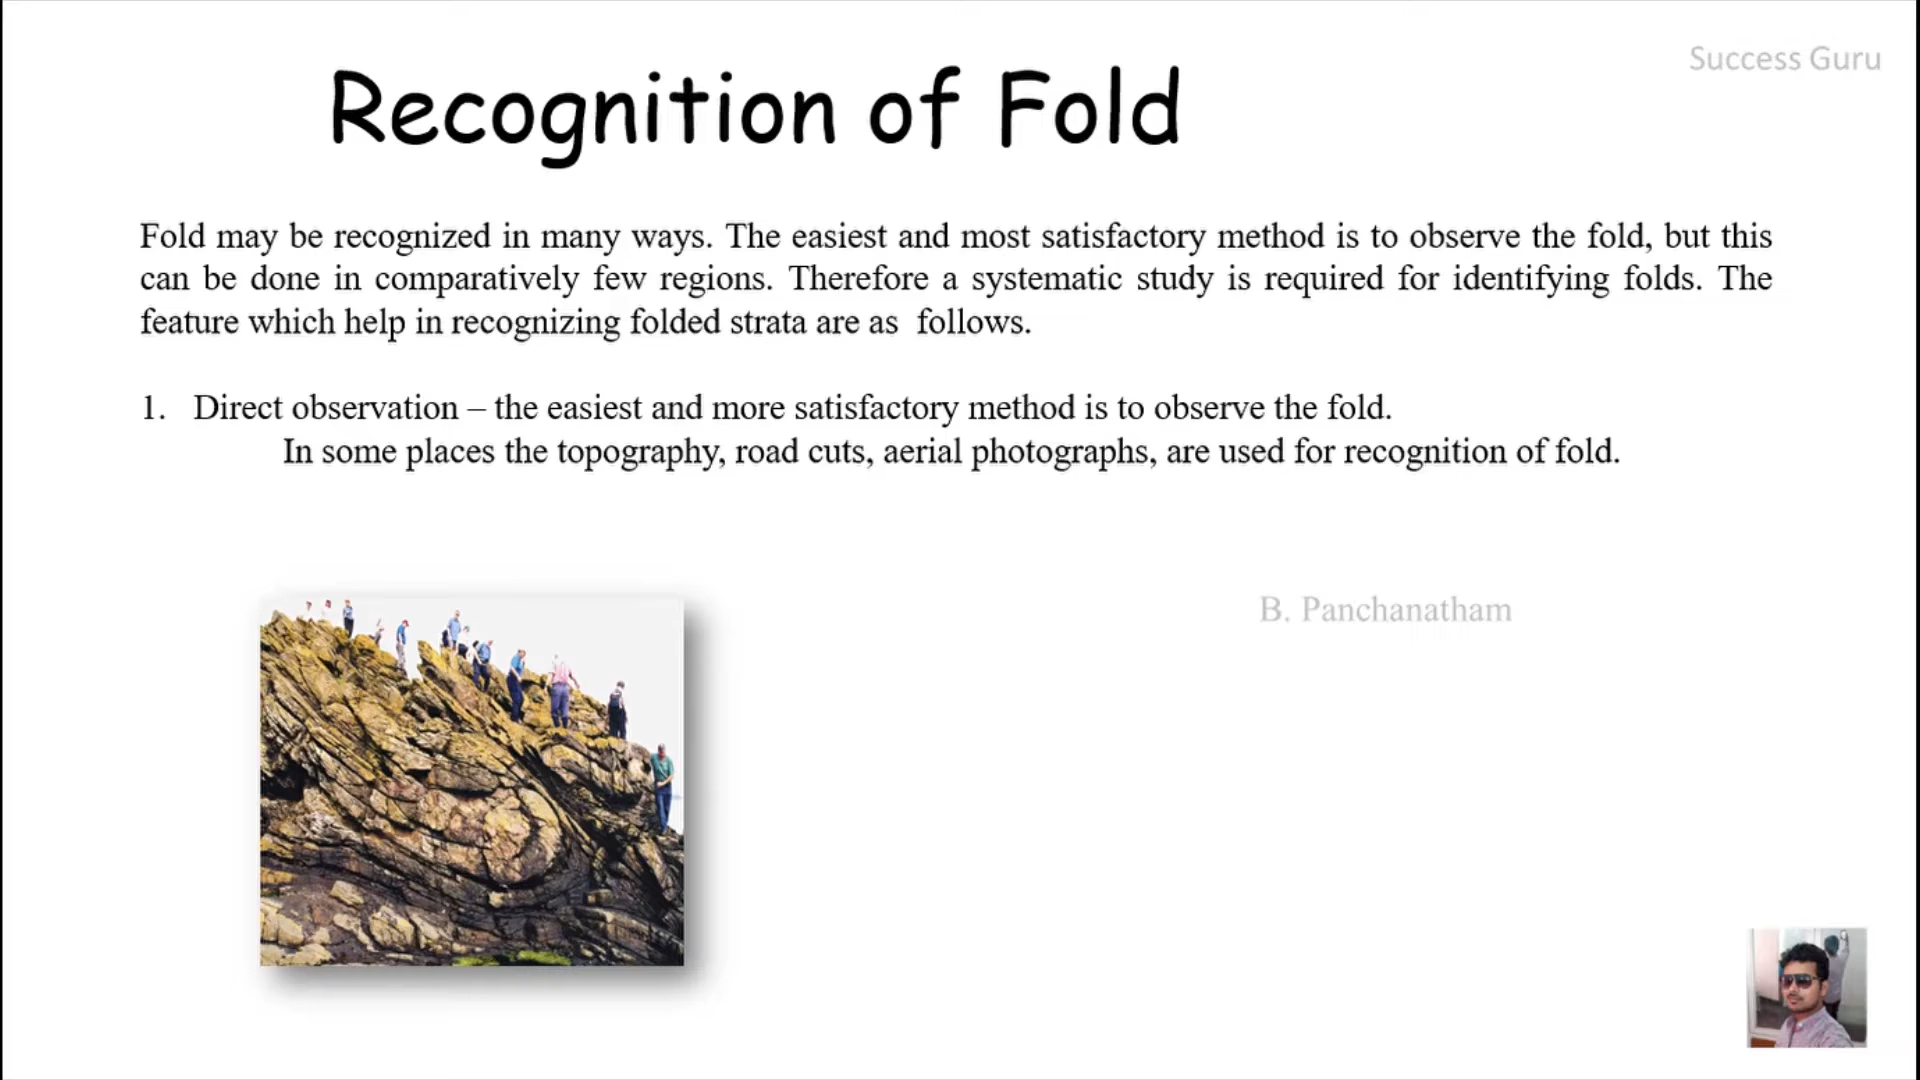 Success Guru
Recognition of Fold
Fold may be recognized in many ways. The easiest and most satisfactory method is to observe the fold, but this
can be done in comparatively few regions. Therefore a systematic study is required for identifying folds. The
feature which help in recognizing folded strata are as follows.
1. Direct observation – the easiest and more satisfactory method is to observe the fold.
In some places the topography, road cuts, aerial photographs, are used for recognition of fold.
B. Panchanatham